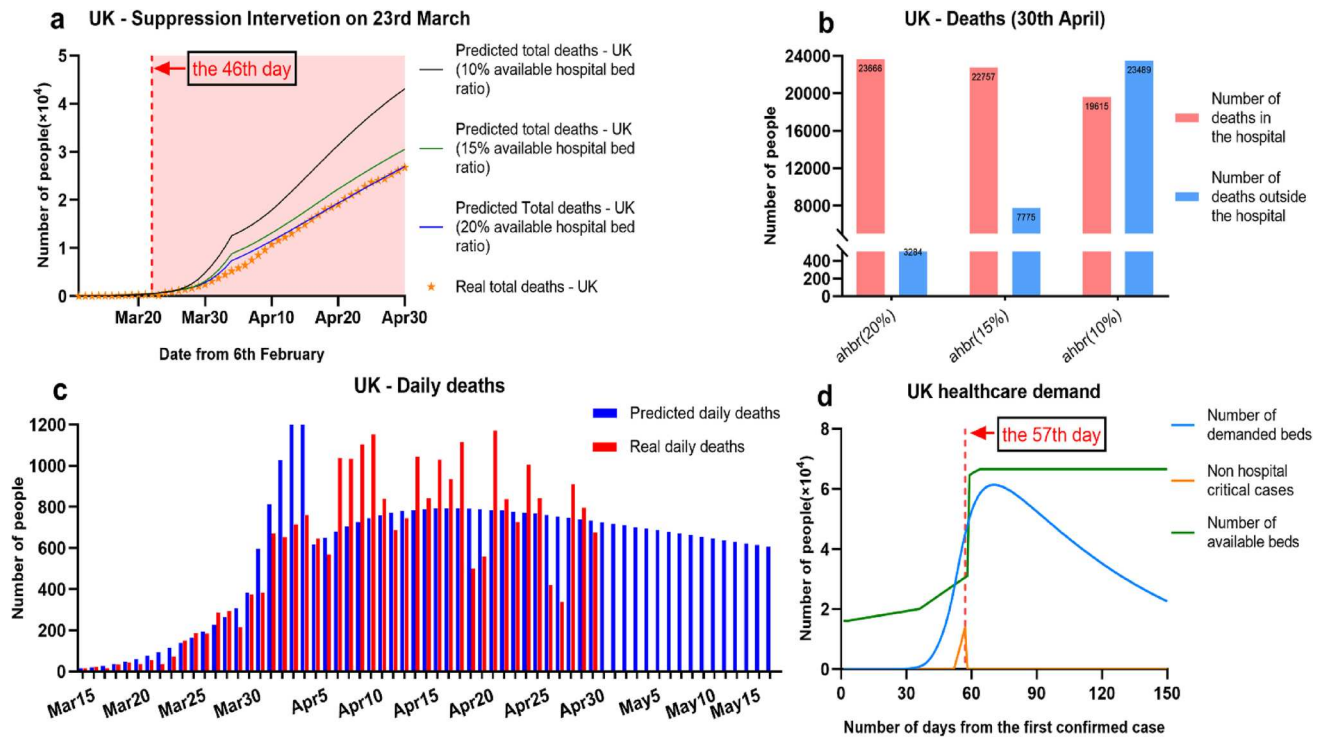 a
UK - Suppression Intervetion on 23rd March
Number of people(×10⁴)
5
4
3
2
1
0
the 46th day
Mar20 Mar30 Apr10 Apr20 Apr30
Date from 6th February
Predicted total deaths - UK
(10% available hospital bed
ratio)
Predicted total deaths - UK
(15% available hospital bed
ratio)
Predicted Total deaths - UK
(20% available hospital bed
ratio)
Real total deaths - UK
b
UK - Deaths (30th April)
Number of people
24000
20000
16000
12000
8000
400
200
0
23666
3284
22757
7775
19615
23489
ahbr(20%) ahbr(15%) ahbr(10%)
Number of
deaths in
the hospital
Number of
deaths outside
the hospital
c
UK - Daily deaths
Number of people
1200
1000
800
600
400
200
0
Mar15 Mar20 Mar25 Mar30 Apr5 Apr10 Apr15 Apr20 Apr25 Apr30 May5 May10 May15
Predicted daily deaths
Real daily deaths
d
UK healthcare demand
Number of people(×10⁴)
8
6
4
2
0
the 57th day
0 30 60 90 120 150
Number of days from the first confirmed case
Number of
demanded beds
Non hospital
critical cases
Number of
available beds